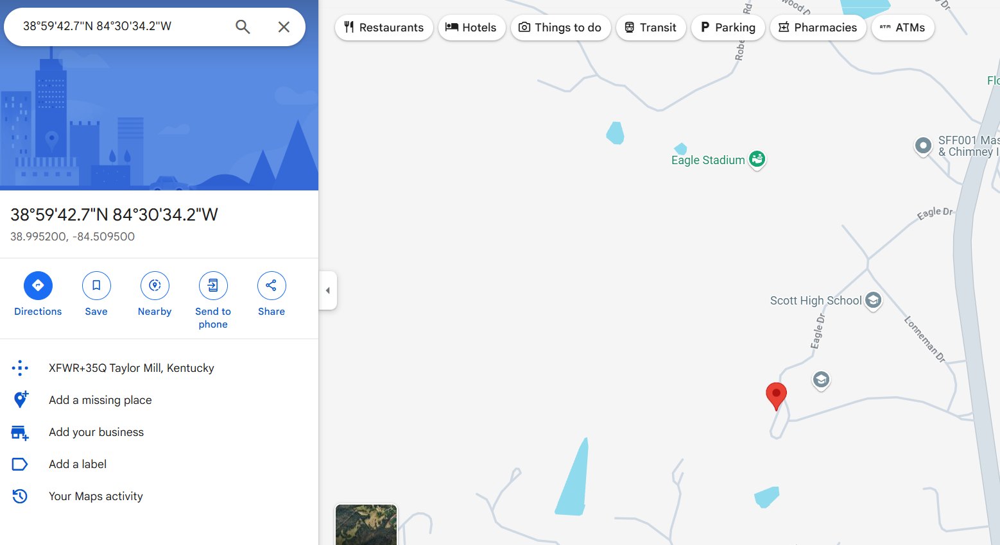 38°59'42.7"N 84°30'34.2"W
Restaurants
Hotels
Things to do
Transit
Parking
Pharmacies
ATM
ATMs
38°59'42.7"N 84°30'34.2"W
38.995200, -84.509500
Directions
Save
Nearby
Send to
phone
Share
XFWR+35Q Taylor Mill, Kentucky
Add a missing place
Add your business
Add a label
Your Maps activity
wood D
y Dr
Robe
Rd
Flo
SFF001 Mas
& Chimney I
Eagle Stadium
Eagle Dr
Scott High School
Eagle Dr
Lonneman Dr